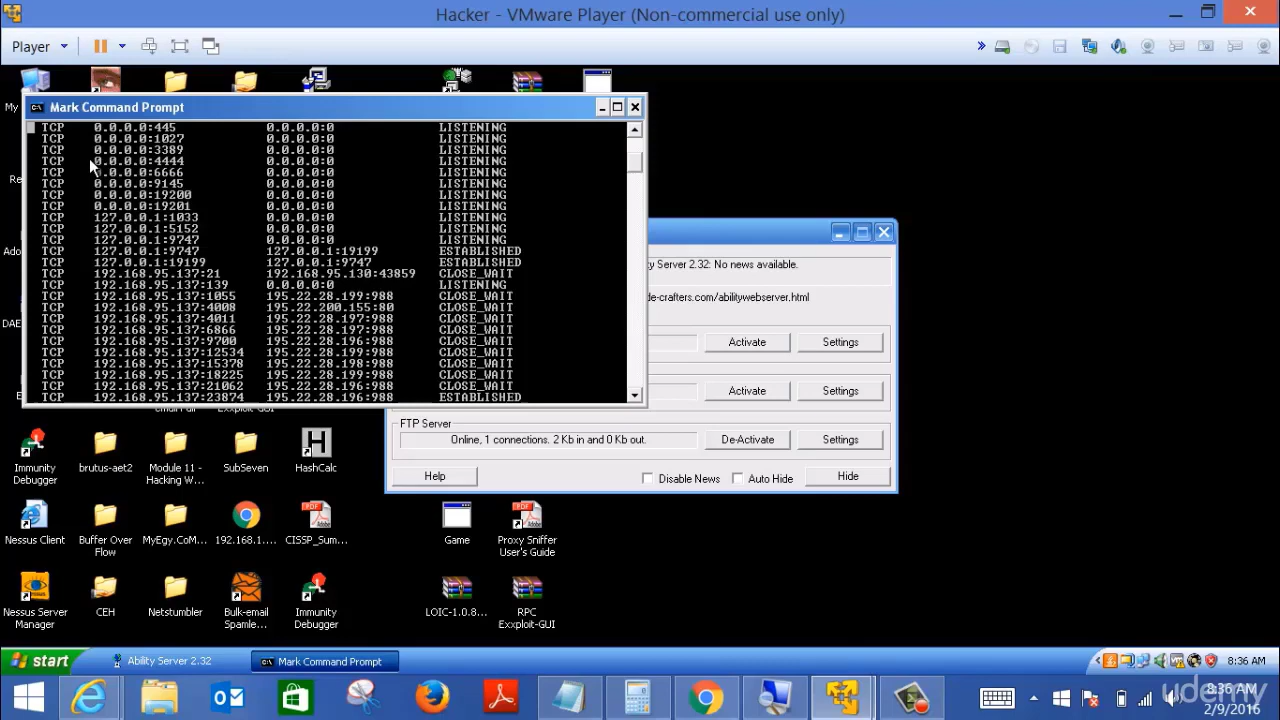 Hacker - VMware Player (Non-commercial use only)
Player
»
My
Mark Command Prompt
TCP 0.0.0.0:445 0.0.0.0:0 LISTENING
TCP 0.0.0.0:1027 0.0.0.0:0 LISTENING
TCP 0.0.0.0:3389 0.0.0.0:0 LISTENING
TCP 0.0.0.0:4444 0.0.0.0:0 LISTENING
TCP 0.0.0.0:6666 0.0.0.0:0 LISTENING
TCP 0.0.0.0:9145 0.0.0.0:0 LISTENING
TCP 0.0.0.0:19200 0.0.0.0:0 LISTENING
TCP 0.0.0.0:19201 0.0.0.0:0 LISTENING
TCP 127.0.0.1:1033 0.0.0.0:0 LISTENING
TCP 127.0.0.1:5152 0.0.0.0:0 LISTENING
TCP 127.0.0.1:9747 0.0.0.0:0 LISTENING
TCP 127.0.0.1:9747 127.0.0.1:19199 ESTABLISHED
TCP 127.0.0.1:19199 127.0.0.1:9747 ESTABLISHED
TCP 192.168.95.137:21 192.168.95.130:43859 CLOSE_WAIT
TCP 192.168.95.137:139 0.0.0.0:0 LISTENING
TCP 192.168.95.137:1055 195.22.28.199:988 CLOSE_WAIT
TCP 192.168.95.137:4008 195.22.200.155:80 CLOSE_WAIT
TCP 192.168.95.137:4011 195.22.28.197:988 CLOSE_WAIT
TCP 192.168.95.137:6866 195.22.28.197:988 CLOSE_WAIT
TCP 192.168.95.137:9700 195.22.28.196:988 CLOSE_WAIT
TCP 192.168.95.137:12534 195.22.28.199:988 CLOSE_WAIT
TCP 192.168.95.137:15378 195.22.28.198:988 CLOSE_WAIT
TCP 192.168.95.137:18225 195.22.28.196:988 CLOSE_WAIT
TCP 192.168.95.137:21062 195.22.28.196:988 CLOSE_WAIT
TCP 192.168.95.137:23874 195.22.28.196:988 ESTABLISHED
Re
Ado
DAE
ty Server 2.32: No news available.
de-crafters.com/abilitywebserver.html
Activate Settings
Activate Settings
FTP Server
Online, 1 connections. 2 Kb in and 0 Kb out. De-Activate Settings
Help Disable News Auto Hide Hide
Exxploit-GUI
Immunity
Debugger
brutus-aet2
Module 11 -
Hacking W...
SubSeven
HashCalc
Nessus Client
Buffer Over
Flow
MyEgy.CoM...
192.168.1....
CISSP_Sum...
Game
Proxy Sniffer
User's Guide
Nessus Server
Manager
CEH
Netstumbler
Bulk-email
Spamle...
Immunity
Debugger
LOIC-1.0.8...
RPC
Exxploit-GUI
start
Ability Server 2.32
Mark Command Prompt
8:36 AM
udemy
8:36 AM
2/9/2016